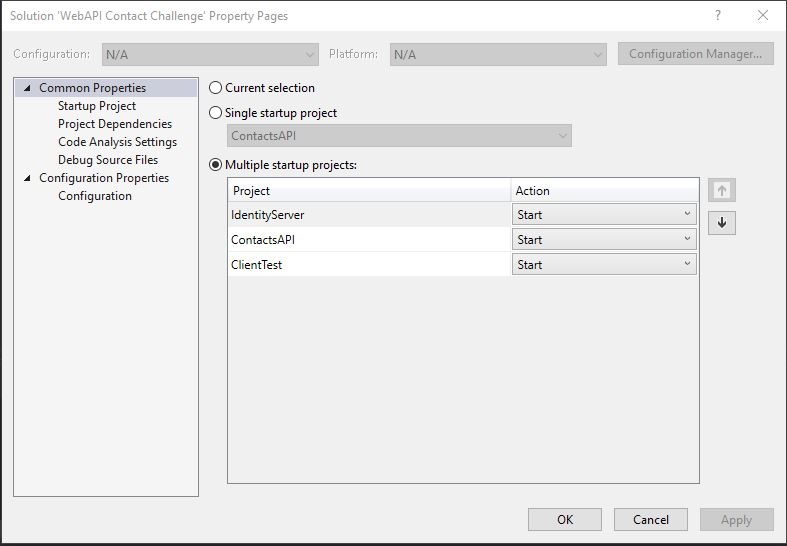 Solution 'WebAPI Contact Challenge' Property Pages
Configuration: N/A Platform: N/A Configuration Manager...
Common Properties
Startup Project
Project Dependencies
Code Analysis Settings
Debug Source Files
Configuration Properties
Configuration
Current selection
Single startup project
ContactsAPI
Multiple startup projects:
Project Action
IdentityServer Start
ContactsAPI Start
ClientTest Start
OK Cancel Apply